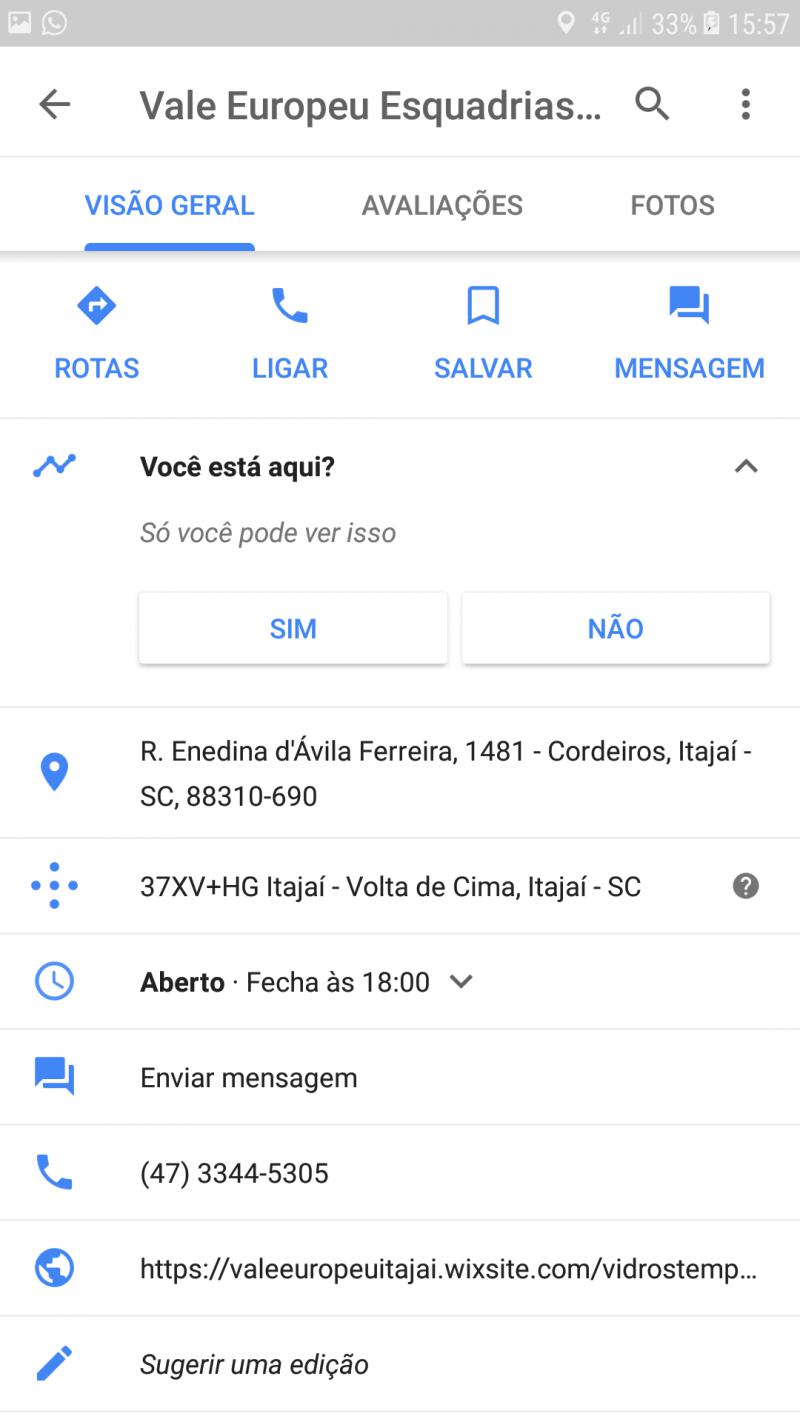 4G 33% 15:57
Vale Europeu Esquadrias...
VISÃO GERAL AVALIAÇÕES FOTOS
ROTAS LIGAR SALVAR MENSAGEM
Você está aqui?
Só você pode ver isso
SIM NÃO
R. Enedina d'Ávila Ferreira, 1481 - Cordeiros, Itajaí -
SC, 88310-690
37XV+HG Itajaí - Volta de Cima, Itajaí - SC
Aberto · Fecha às 18:00
Enviar mensagem
(47) 3344-5305
https://valeeuropeuitajai.wixsite.com/vidrostemp...
Sugerir uma edição